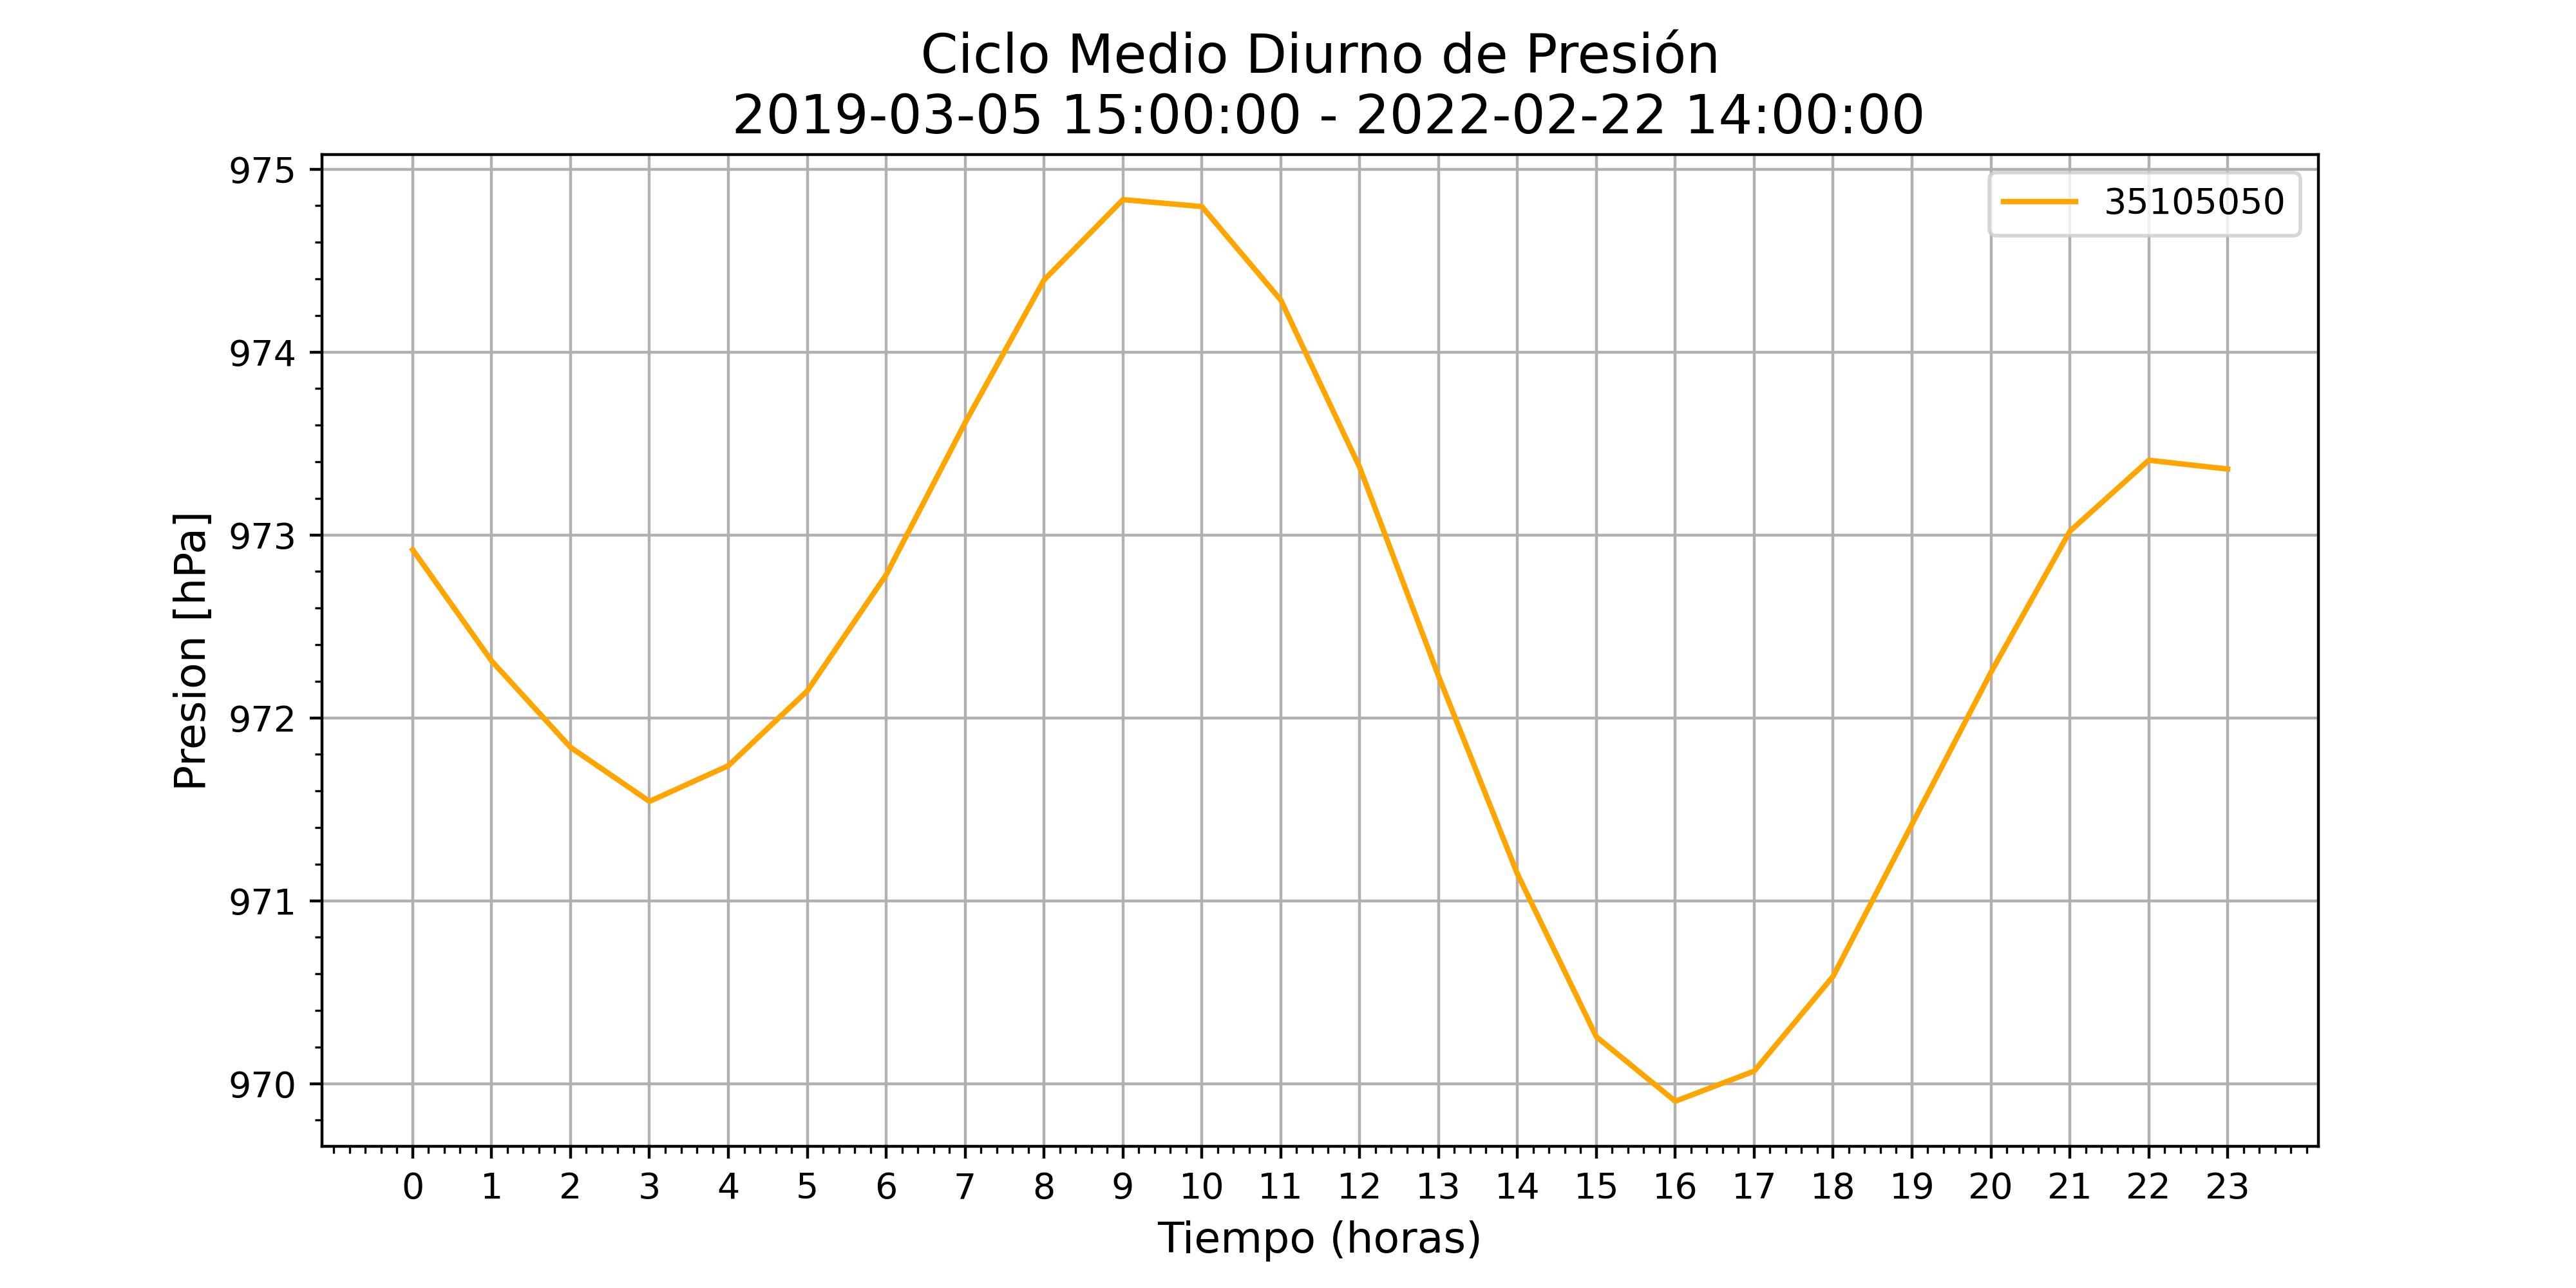 Ciclo Medio Diurno de Presión
2019-03-05 15:00:00 - 2022-02-22 14:00:00
35105050
Presion [hPa]
975
974
973
972
971
970
0 1 2 3 4 5 6 7 8 9 10 11 12 13 14 15 16 17 18 19 20 21 22 23
Tiempo (horas)